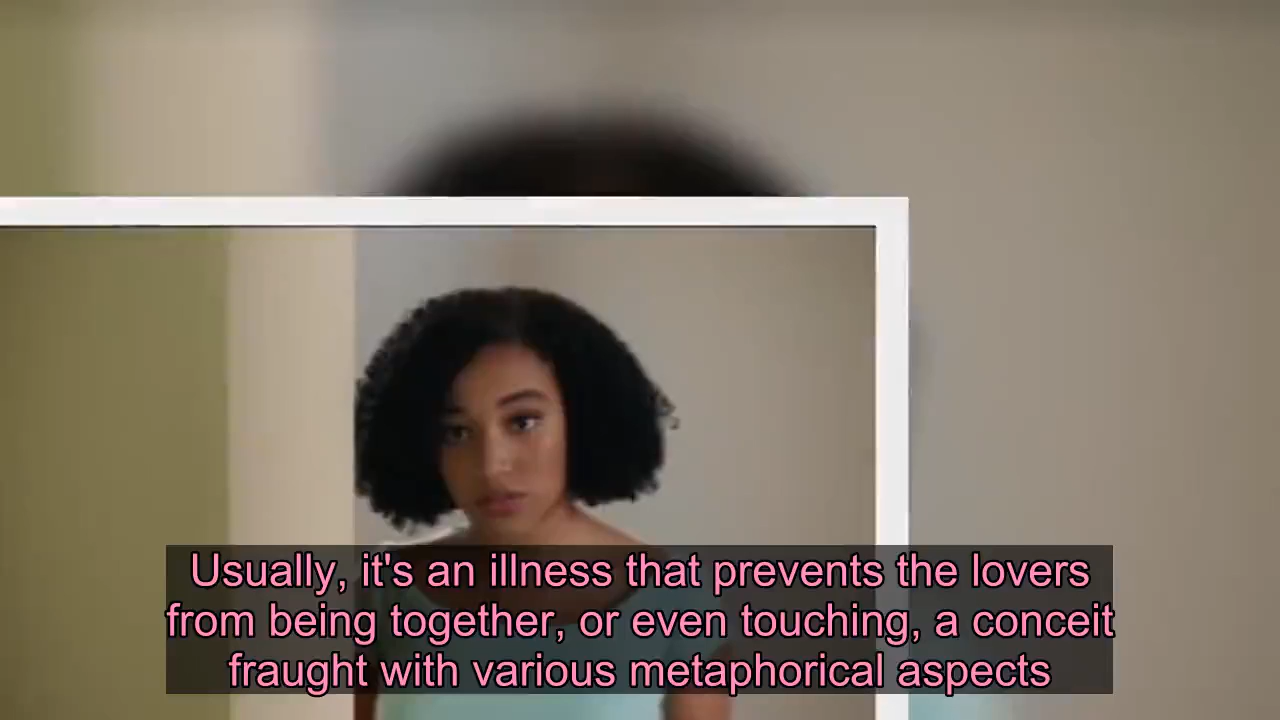 Usually, it's an illness that prevents the lovers
from being together, or even touching, a conceit
fraught with various metaphorical aspects